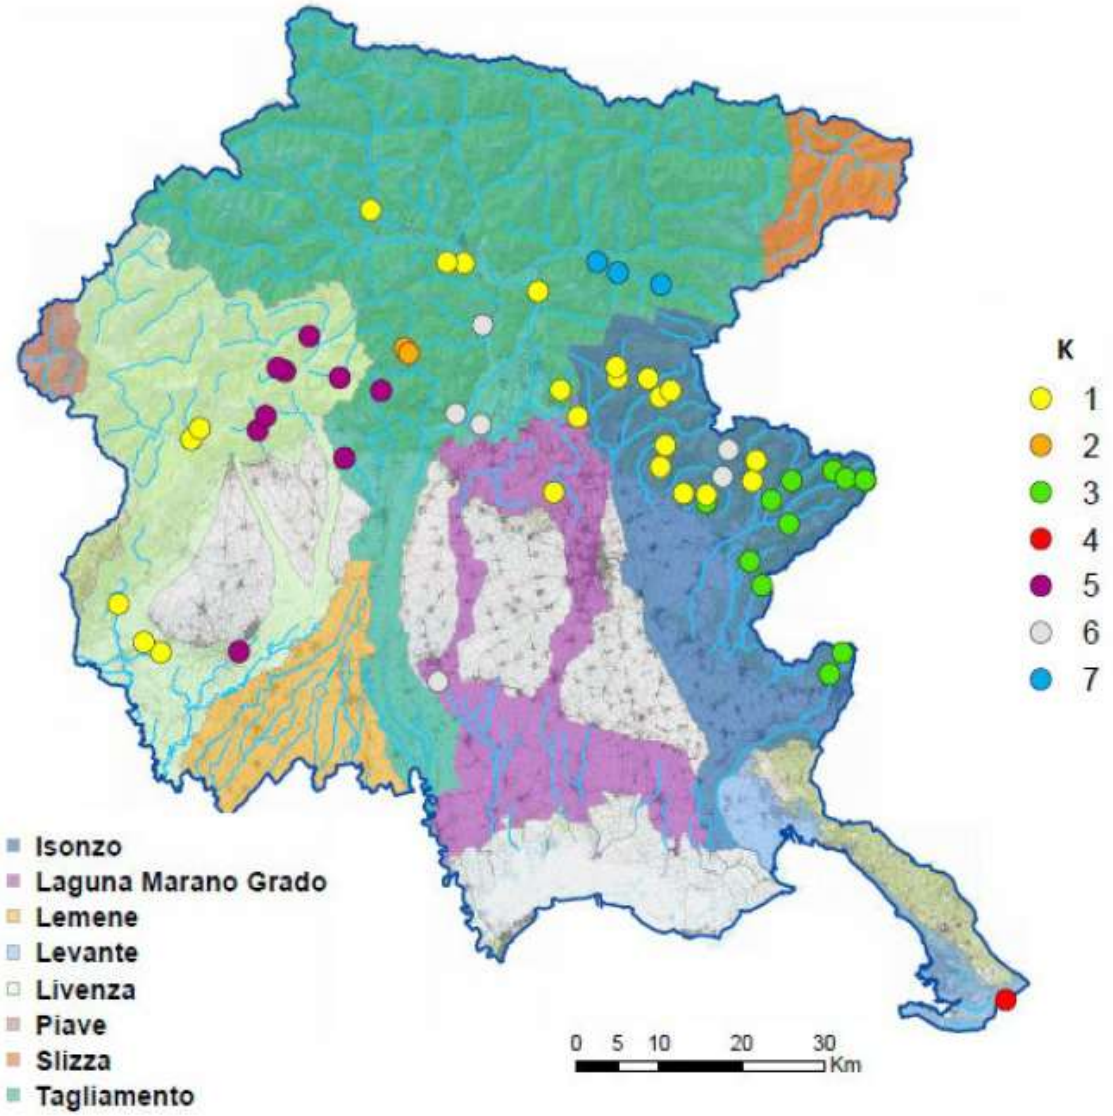 K
1
2
3
4
5
6
7
Isonzo
Laguna Marano Grado
Lemene
Levante
Livenza
Piave
Slizza
Tagliamento
0 5 10 20 30
Km